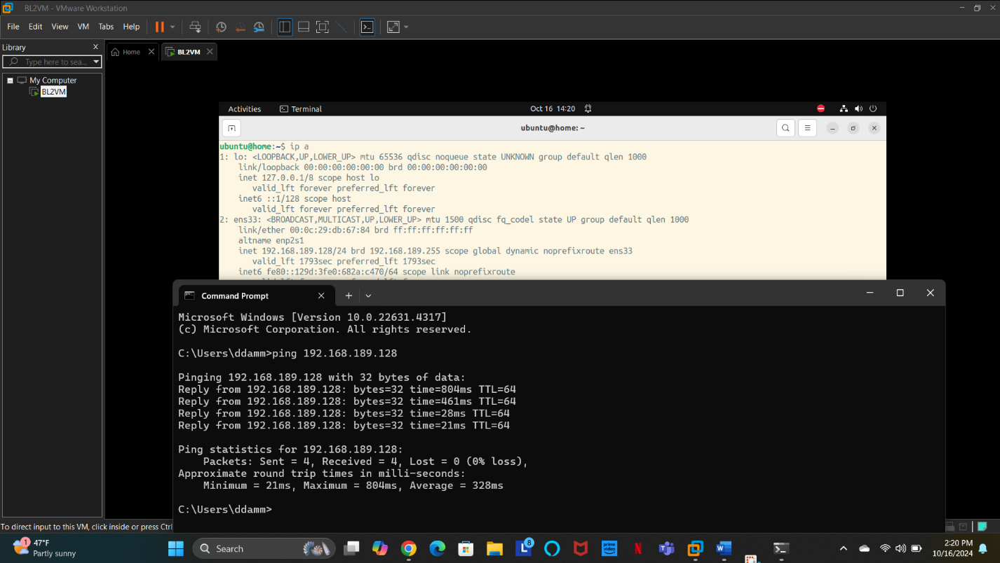 BL2VM - VMware Workstation
File Edit View VM Tabs Help
Library
Type here to sea...
My Computer
BL2VM
Home
BL2VM
Activities Terminal Oct 16 14:20
ubuntu@home: ~
ubuntu@home:~$ ip a
1: lo: <LOOPBACK,UP,LOWER_UP> mtu 65536 qdisc noqueue state UNKNOWN group default qlen 1000
link/loopback 00:00:00:00:00:00 brd 00:00:00:00:00:00
inet 127.0.0.1/8 scope host lo
valid_lft forever preferred_lft forever
inet6 ::1/128 scope host
valid_lft forever preferred_lft forever
2: ens33: <BROADCAST,MULTICAST,UP,LOWER_UP> mtu 1500 qdisc fq_codel state UP group default qlen 1000
link/ether 00:0c:29:db:67:84 brd ff:ff:ff:ff:ff:ff
altname enp2s1
inet 192.168.189.128/24 brd 192.168.189.255 scope global dynamic noprefixroute ens33
valid_lft 1793sec preferred_lft 1793sec
inet6 fe80::129d:3fe0:682a:c470/64 scope link noprefixroute
Command Prompt
Microsoft Windows [Version 10.0.22631.4317]
(c) Microsoft Corporation. All rights reserved.
C:\Users\ddamm>ping 192.168.189.128
Pinging 192.168.189.128 with 32 bytes of data:
Reply from 192.168.189.128: bytes=32 time=804ms TTL=64
Reply from 192.168.189.128: bytes=32 time=461ms TTL=64
Reply from 192.168.189.128: bytes=32 time=28ms TTL=64
Reply from 192.168.189.128: bytes=32 time=21ms TTL=64
Ping statistics for 192.168.189.128:
Packets: Sent = 4, Received = 4, Lost = 0 (0% loss),
Approximate round trip times in milli-seconds:
Minimum = 21ms, Maximum = 804ms, Average = 328ms
C:\Users\ddamm>
To direct input to this VM, click inside or press Ctrl
1
47°F
Partly sunny
Search
L 8
prime video
N
W
2:20 PM
10/16/2024